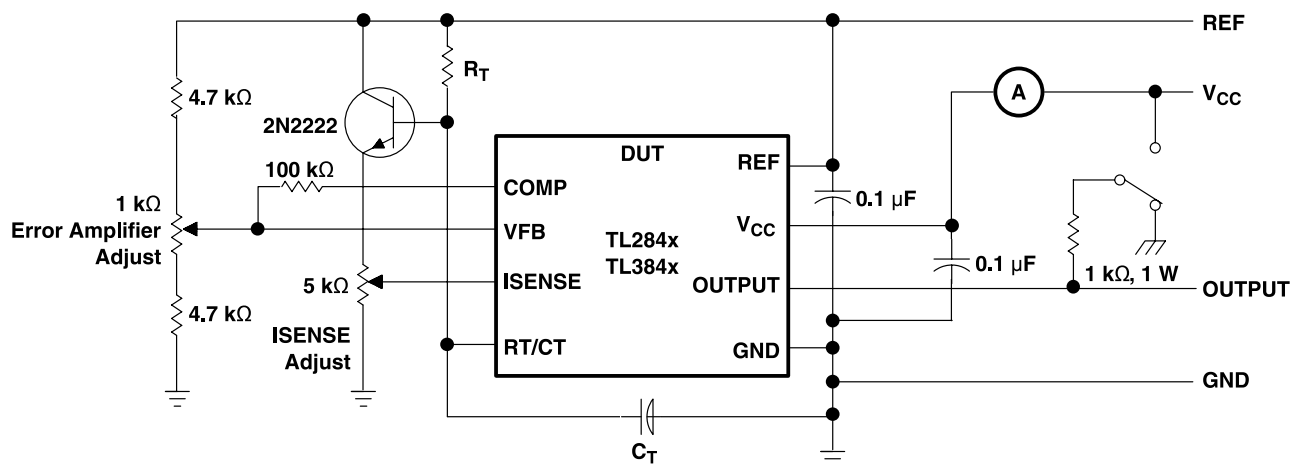 REF
R_T
4.7 kΩ
A
V_CC
2N2222
DUT
REF
100 kΩ
COMP
0.1 µF
1 kΩ
Error Amplifier
Adjust
VFB
V_CC
TL284x
TL384x
0.1 µF
5 kΩ
ISENSE
OUTPUT
1 kΩ, 1 W
OUTPUT
4.7 kΩ
ISENSE
Adjust
RT/CT
GND
GND
C_T